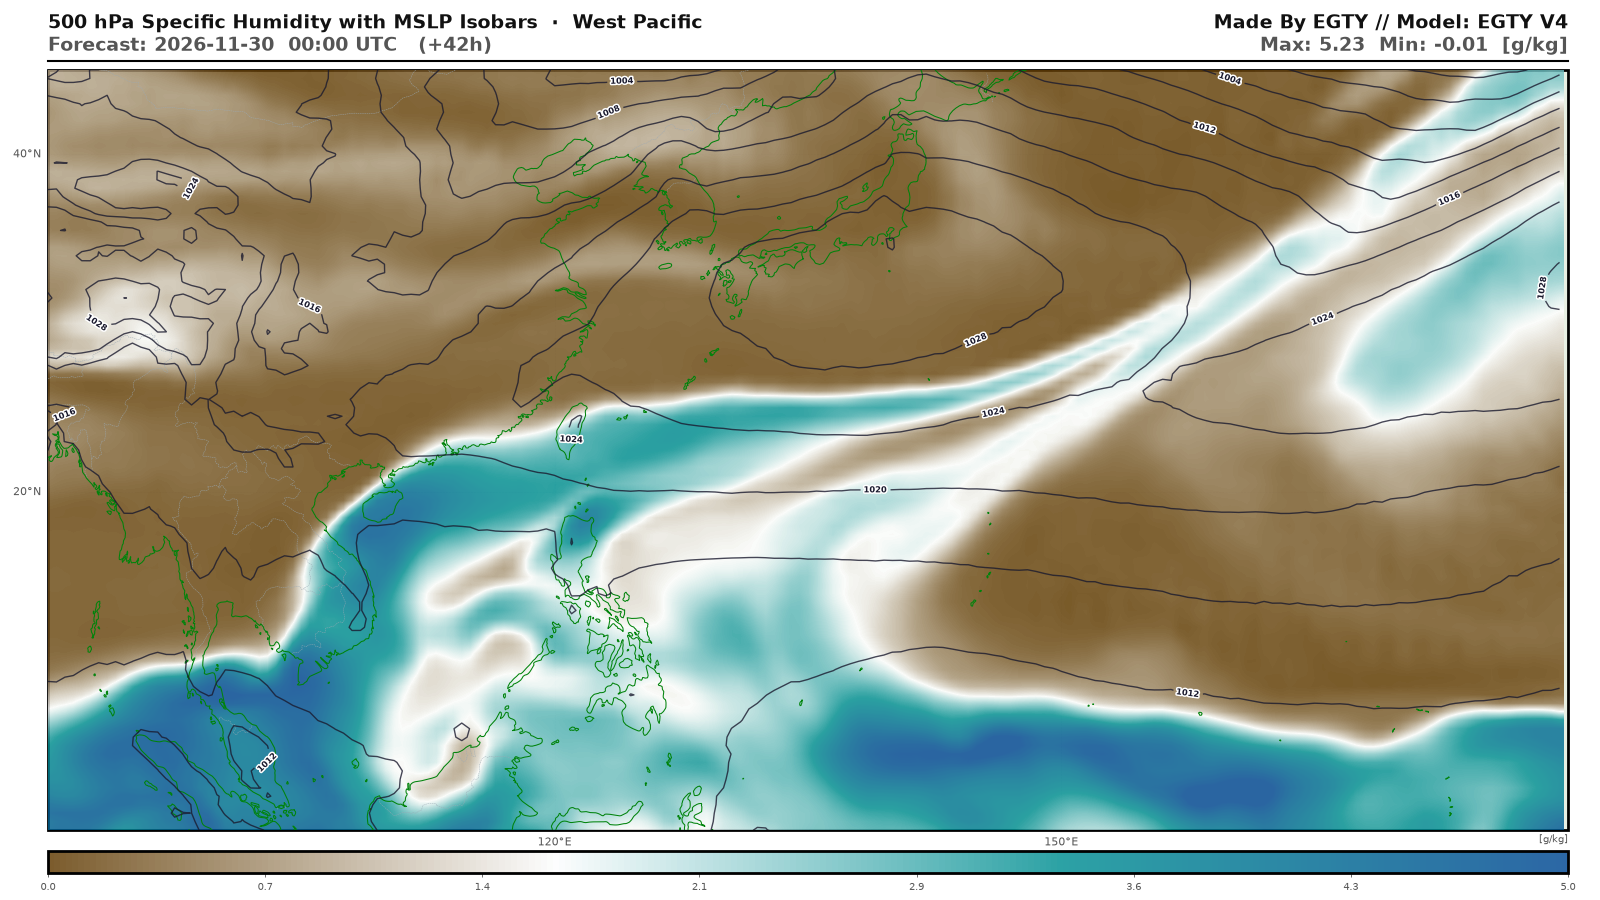 500 hPa Specific Humidity with MSLP Isobars · West Pacific
Made By EGTY // Model: EGTY V4
Forecast: 2026-11-30 00:00 UTC (+42h)
Max: 5.23 Min: -0.01 [g/kg]
1004
1004
1008
1012
40°N
1024
1016
1028
1016
1024
1028
1028
1016
1024
1024
20°N
1020
1012
1012
120°E
150°E
[g/kg]
0.0
0.7
1.4
2.1
2.9
3.6
4.3
5.0